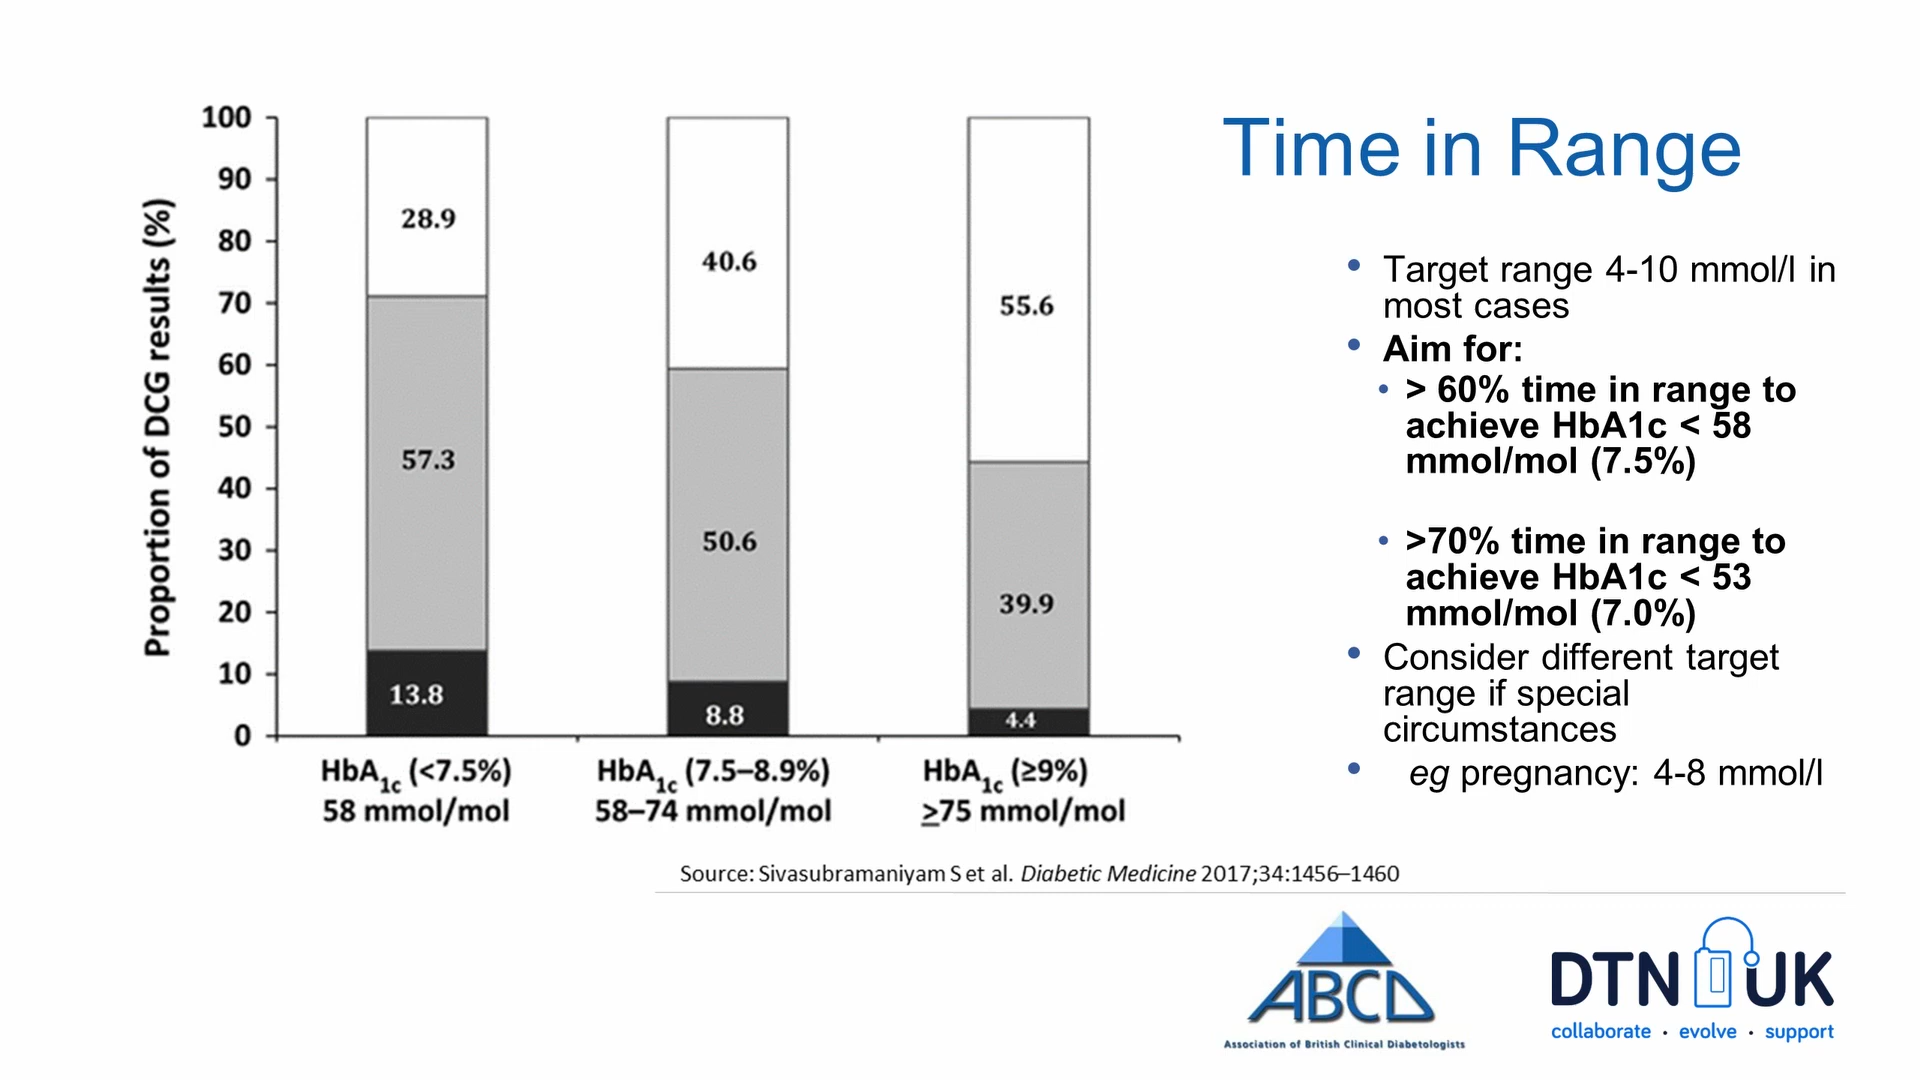 Time in Range
100
90
80
70
60
50
40
30
20
10
0
Proportion of DCG results (%)
28.9
57.3
13.8
40.6
50.6
8.8
55.6
39.9
4.4
HbA1c (<7.5%)
58 mmol/mol
HbA1c (7.5–8.9%)
58–74 mmol/mol
HbA1c (≥9%)
≥75 mmol/mol
• Target range 4-10 mmol/l in
most cases
• Aim for:
• > 60% time in range to
achieve HbA1c < 58
mmol/mol (7.5%)
• >70% time in range to
achieve HbA1c < 53
mmol/mol (7.0%)
• Consider different target
range if special
circumstances
• eg pregnancy: 4-8 mmol/l
Source: Sivasubramaniyam S et al. Diabetic Medicine 2017;34:1456–1460
ABCD
Association of British Clinical Diabetologists
DTN UK
collaborate · evolve · support